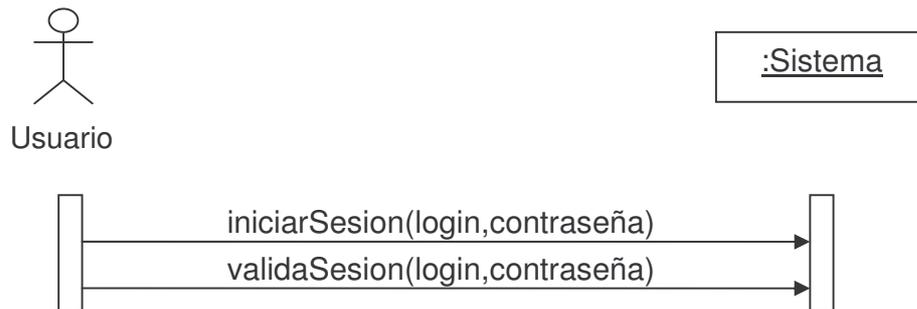 :Sistema
Usuario
iniciarSesion(login,contraseña)
validaSesion(login,contraseña)